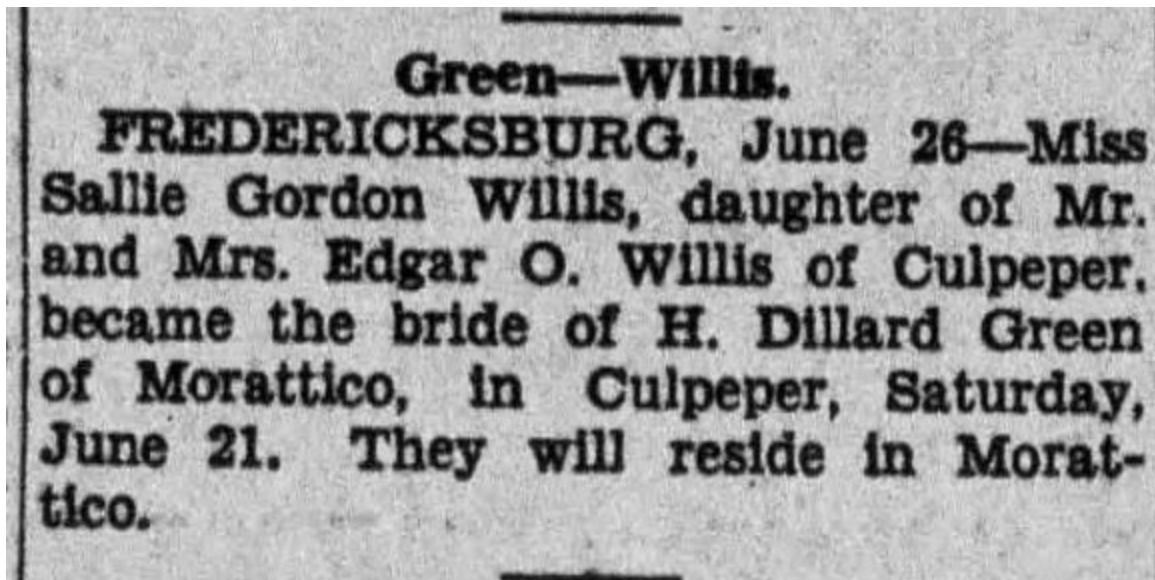 Green—Willis.
FREDERICKSBURG, June 26—Miss
Sallie Gordon Willis, daughter of Mr.
and Mrs. Edgar O. Willis of Culpeper,
became the bride of H. Dillard Green
of Morattico, in Culpeper, Saturday,
June 21. They will reside in Morat-
tico.